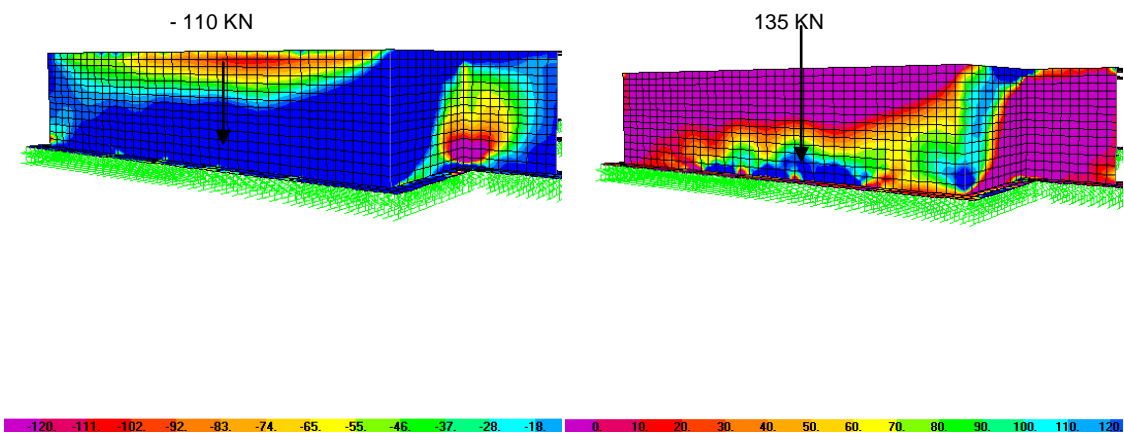 - 110 KN
135 KN
-120. -111. -102. -92. -83. -74. -65. -55. -46. -37. -28. -18.
0. 10. 20. 30. 40. 50. 60. 70. 80. 90. 100. 110. 120.